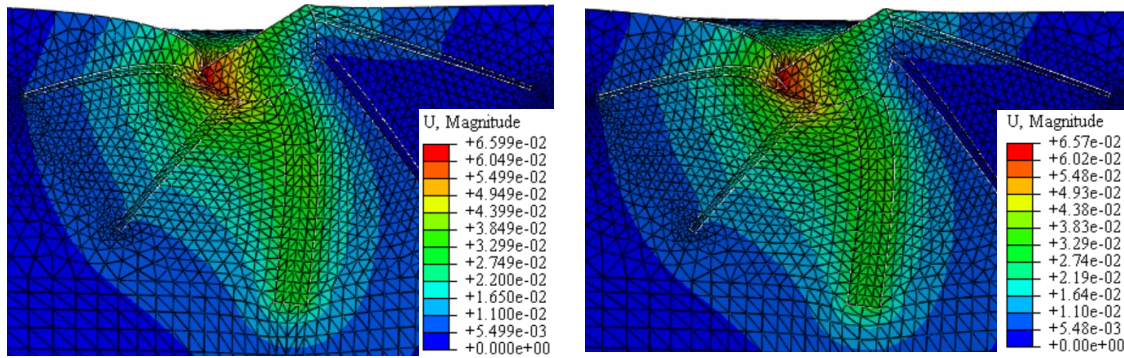 U, Magnitude
+6.599e-02
+6.049e-02
+5.499e-02
+4.949e-02
+4.399e-02
+3.849e-02
+3.299e-02
+2.749e-02
+2.200e-02
+1.650e-02
+1.100e-02
+5.499e-03
+0.000e+00
U, Magnitude
+6.57e-02
+6.02e-02
+5.48e-02
+4.93e-02
+4.38e-02
+3.83e-02
+3.29e-02
+2.74e-02
+2.19e-02
+1.64e-02
+1.10e-02
+5.48e-03
+0.00e+00